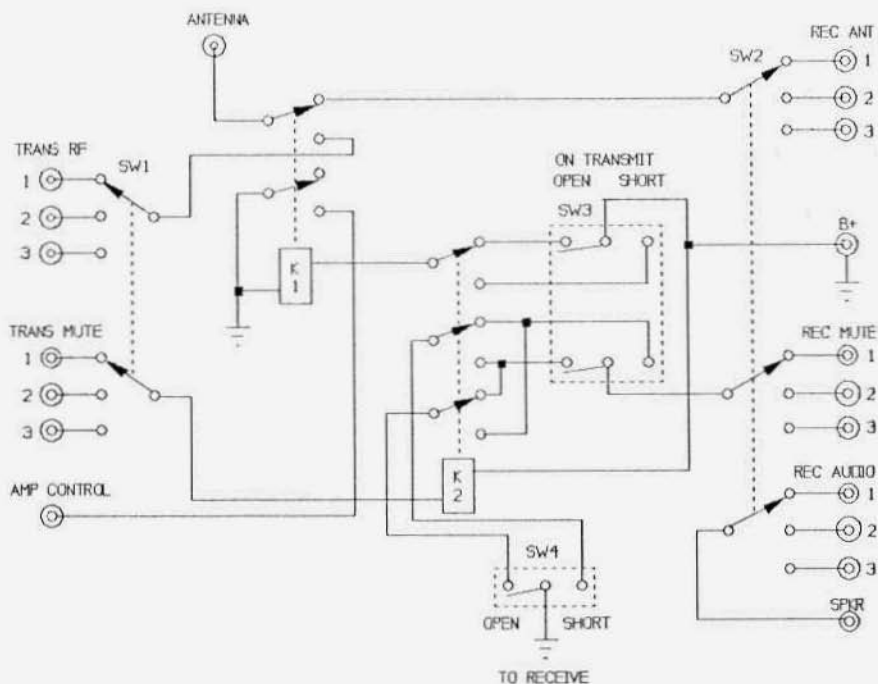 ANTENNA
REC ANT
SW2
1
2
3
TRANS RF
SW1
1
2
3
ON TRANSMIT
OPEN SHORT
SW3
B+
K
1
TRANS MUTE
1
2
3
REC MUTE
1
2
3
K
2
AMP CONTROL
REC AUDIO
1
2
3
SW4
OPEN SHORT
SPKR
TO RECEIVE